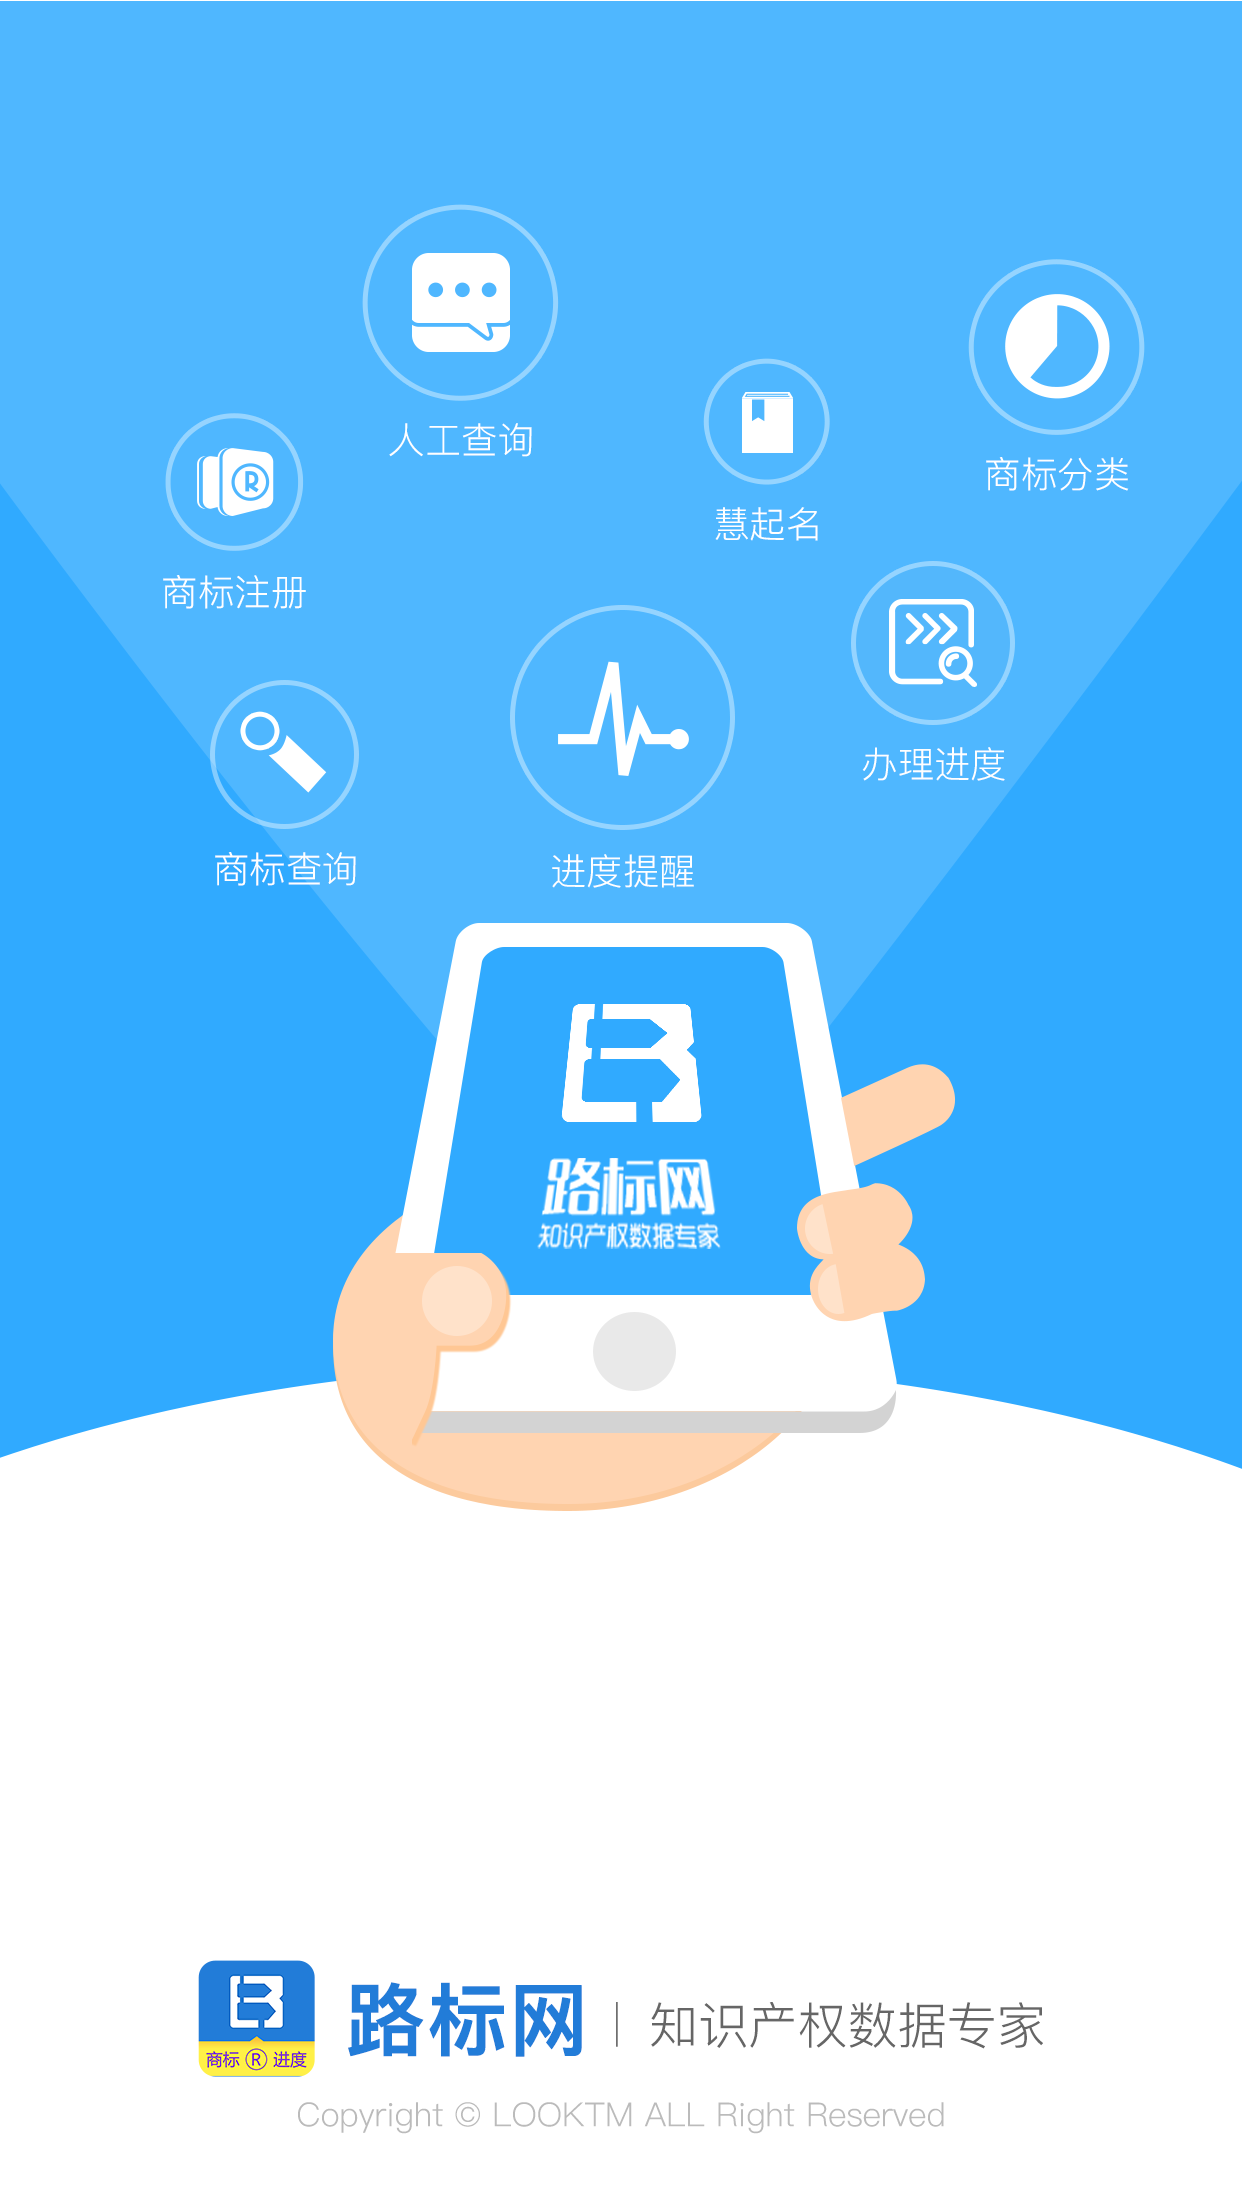 人工查询
商标分类
慧起名
R
商标注册
办理进度
商标查询
进度提醒
路标网
知识产权数据专家
路标网 | 知识产权数据专家
商标 ® 进度
Copyright © LOOKTM ALL Right Reserved